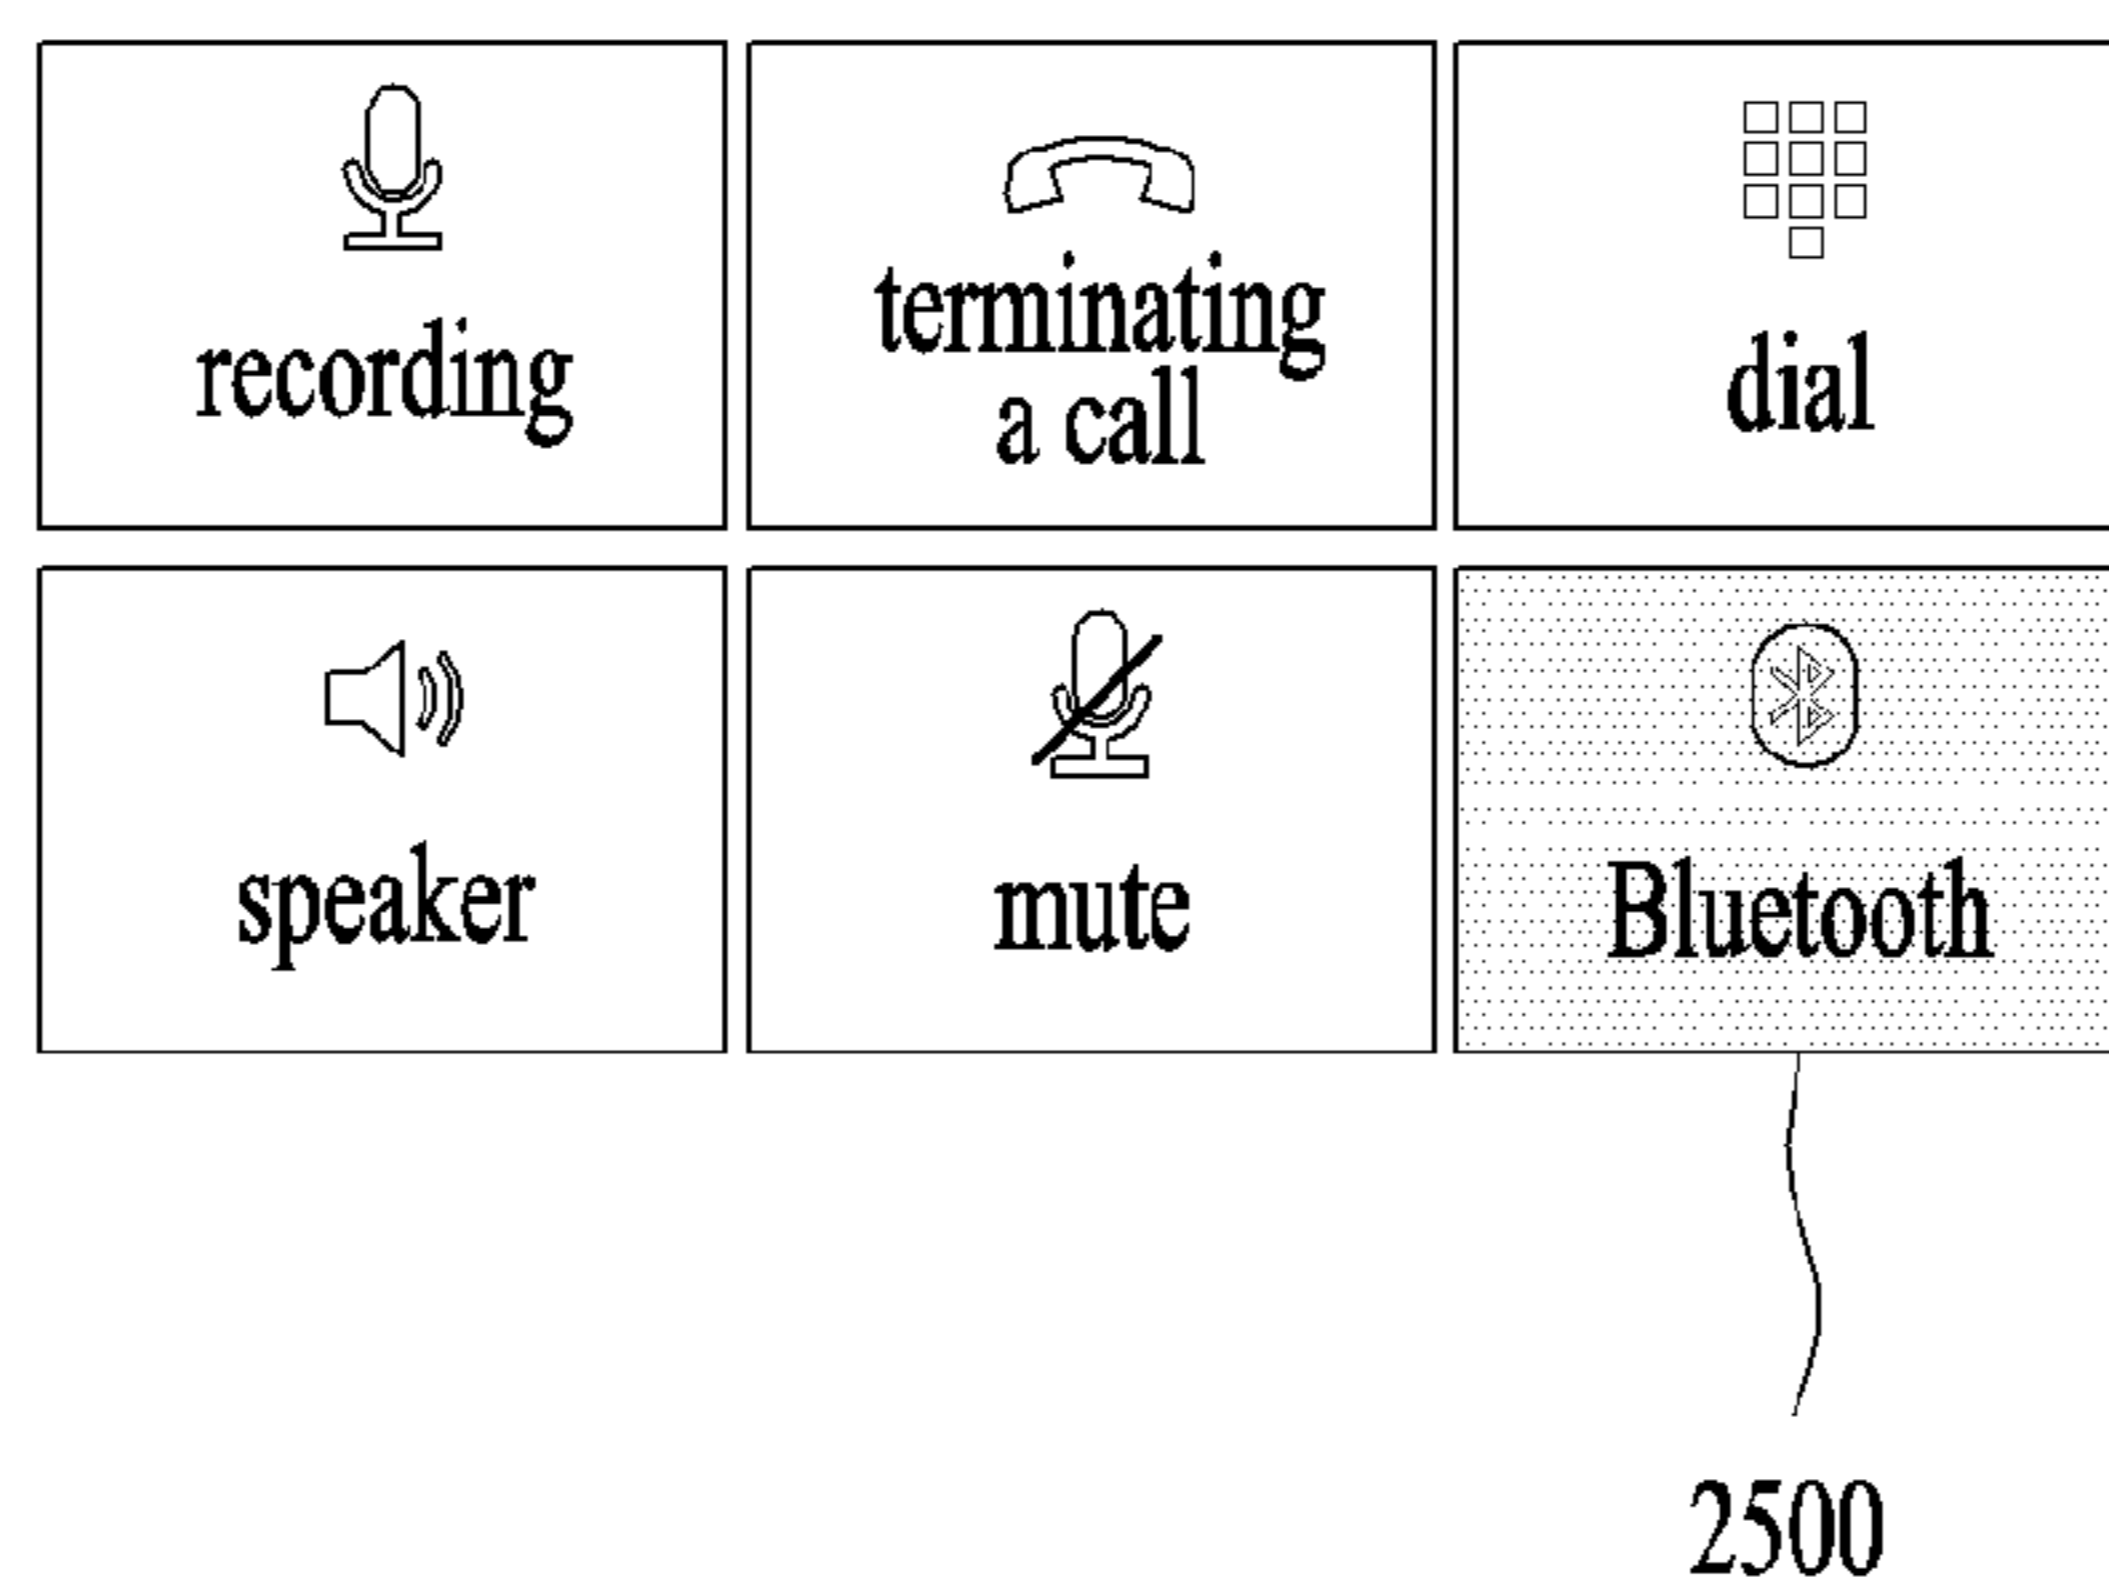 recording
terminating
a call
dial
speaker
mute
Bluetooth
2500